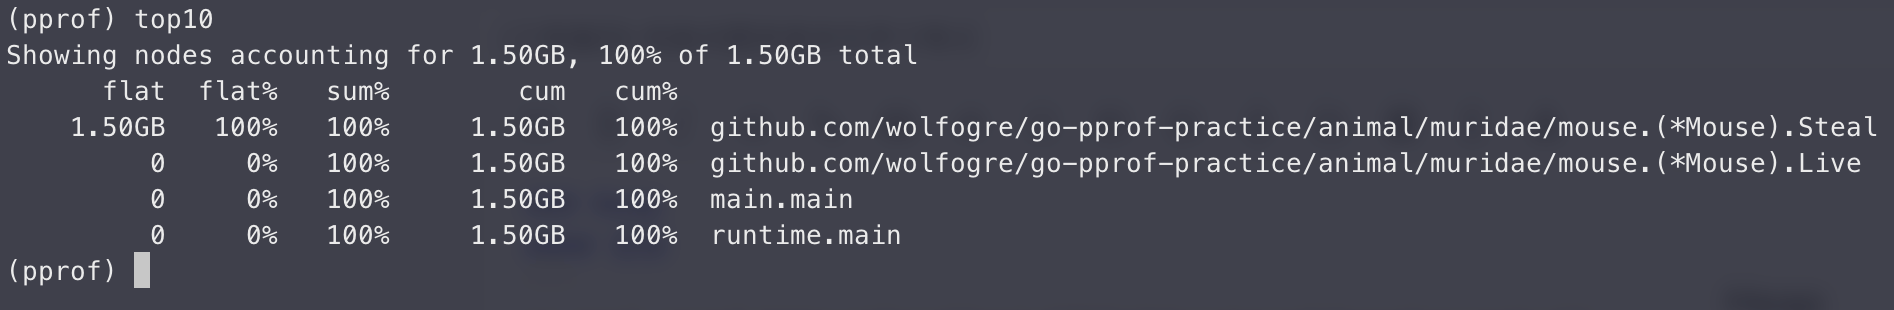 (pprof) top10
Showing nodes accounting for 1.50GB, 100% of 1.50GB total
      flat  flat%   sum%        cum   cum%
    1.50GB   100%   100%     1.50GB   100%  github.com/wolfogre/go-pprof-practice/animal/muridae/mouse.(*Mouse).Steal
         0     0%   100%     1.50GB   100%  github.com/wolfogre/go-pprof-practice/animal/muridae/mouse.(*Mouse).Live
         0     0%   100%     1.50GB   100%  main.main
         0     0%   100%     1.50GB   100%  runtime.main
(pprof)